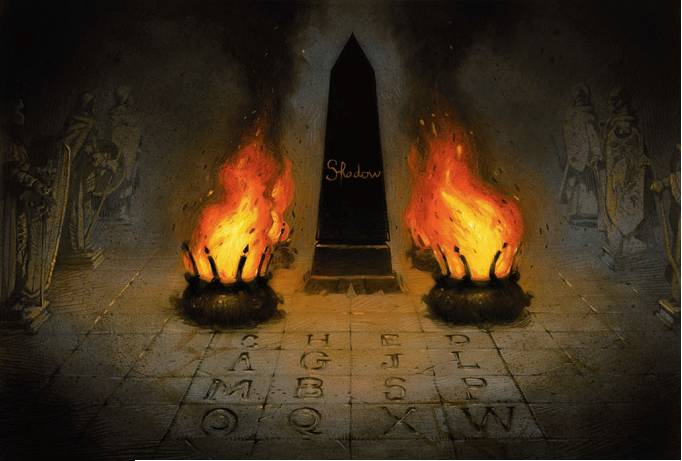 Shadow
C H E D
A G J L
M B S P
O Q X W